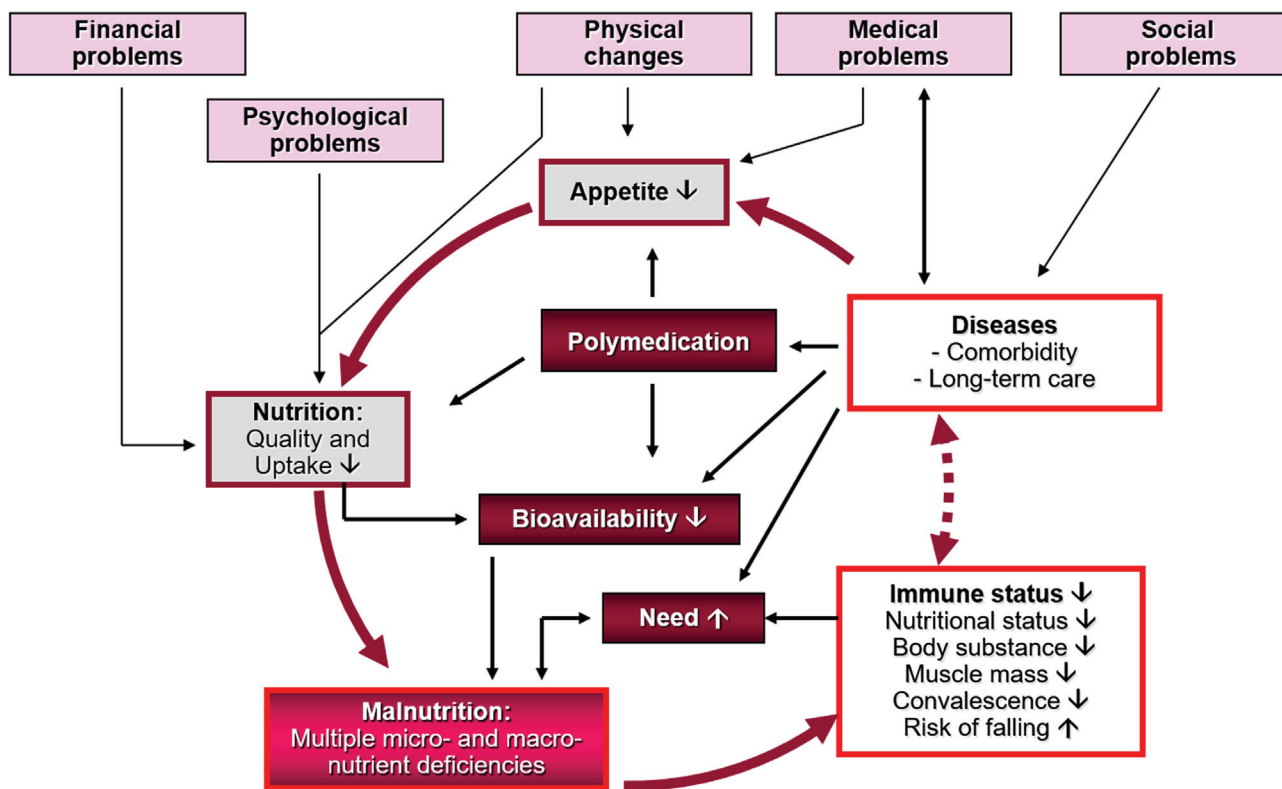 Financial
problems
Physical
changes
Medical
problems
Social
problems
Psychological
problems
Appetite ↓
Polymedication
Diseases
- Comorbidity
- Long-term care
Nutrition:
Quality and
Uptake ↓
Bioavailability ↓
Need ↑
Immune status ↓
Nutritional status ↓
Body substance ↓
Muscle mass ↓
Convalescence ↓
Risk of falling ↑
Malnutrition:
Multiple micro- and macro-
nutrient deficiencies